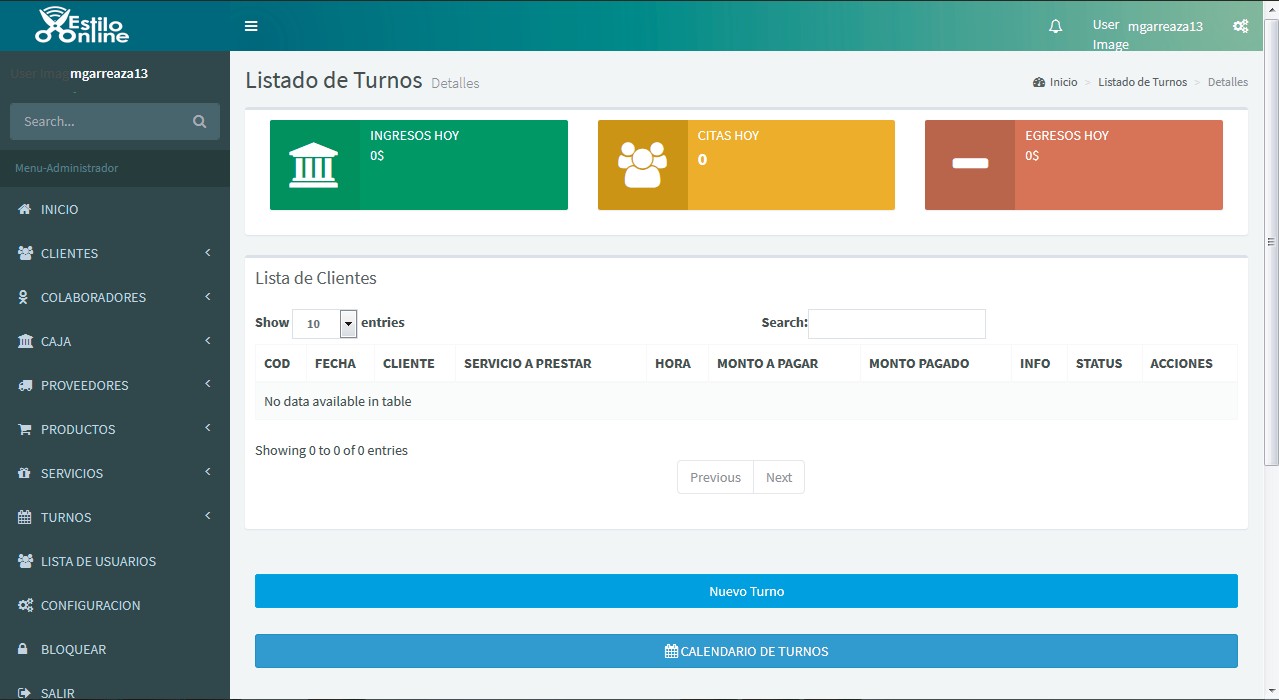 Estilo
Online
User mgarreaza13
Image
User Imag mgarreaza13
Search...
Menu-Administrador
INICIO
CLIENTES
COLABORADORES
CAJA
PROVEEDORES
PRODUCTOS
SERVICIOS
TURNOS
LISTA DE USUARIOS
CONFIGURACION
BLOQUEAR
SALIR
Listado de Turnos Detalles
Inicio > Listado de Turnos > Detalles
INGRESOS HOY
0$
CITAS HOY
0
EGRESOS HOY
0$
Lista de Clientes
Show 10 entries Search:
COD FECHA CLIENTE SERVICIO A PRESTAR HORA MONTO A PAGAR MONTO PAGADO INFO STATUS ACCIONES
No data available in table
Showing 0 to 0 of 0 entries
Previous Next
Nuevo Turno
CALENDARIO DE TURNOS